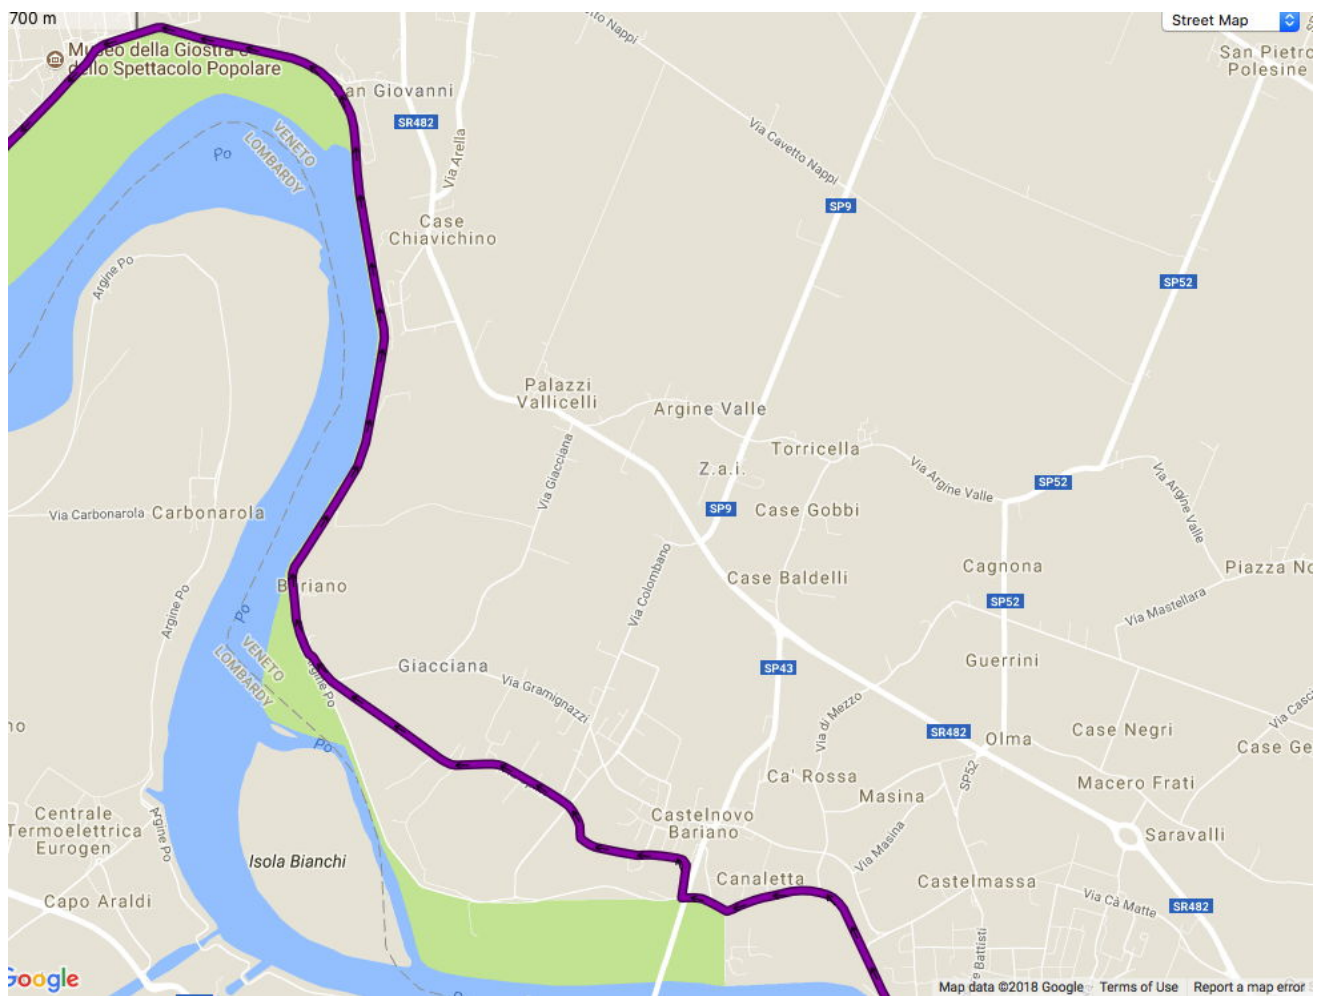 700 m
Street Map
Nappi
San Pietro
Polesine
Museo della Giostra
dello Spettacolo Popolare
San Giovanni
SR482
Via Arella
Via Cavetto Nappi
VENETO
LOMBARDY
Po
SP9
Case
Chiavichino
Argine Po
SP52
Palazzi
Vallicelli
Argine Valle
Torricella
Z.a.i.
Via Giacciana
Via Argine Valle
SP52
Via Argine Valle
Via Carbonarola
Carbonarola
SP9
Case Gobbi
Cagnona
Piazza No
Case Baldelli
Bariano
Via Colombano
SP52
Argine Po
Po
Via Mastellara
VENETO
LOMBARDY
Giacciana
SP43
Guerrini
Argine Po
Via Gramignazzi
Via di Mezzo
Via Casc
no
SR482
Olma
Case Negri
Case Ge
Po
Ca' Rossa
SP52
Macero Frati
Masina
Centrale
Termoelettrica
Eurogen
Argine Po
Castelnovo
Bariano
Saravalli
Via Masina
Isola Bianchi
Canaletta
Castelmassa
Capo Araldi
Via Cà Matte
SR482
e Battisti
Google
Map data ©2018 Google
Terms of Use
Report a map error